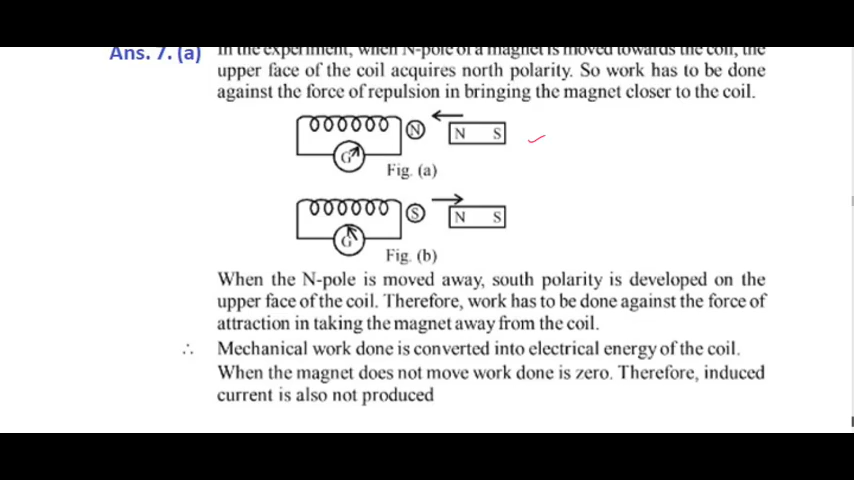 Ans. 7. (a) In the experiment, when N-pole of a magnet is moved towards the coil, the
upper face of the coil acquires north polarity. So work has to be done
against the force of repulsion in bringing the magnet closer to the coil.
N N S
G
Fig. (a)
S N S
G
Fig. (b)
When the N-pole is moved away, south polarity is developed on the
upper face of the coil. Therefore, work has to be done against the force of
attraction in taking the magnet away from the coil.
∴ Mechanical work done is converted into electrical energy of the coil.
When the magnet does not move work done is zero. Therefore, induced
current is also not produced